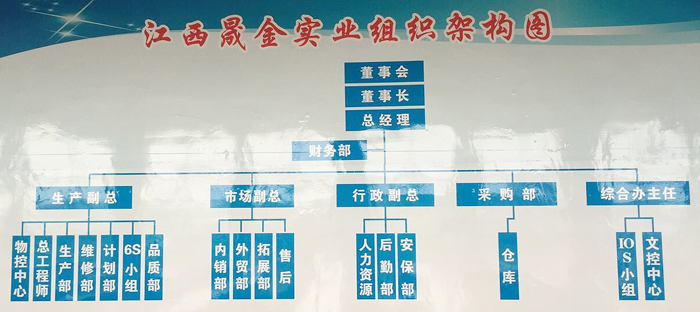 江西晟金实业组织架构图
董事会
董事长
总经理
财务部
生产副总
市场副总
行政副总
采购部
综合办主任
物控中心
总工程师
生产部
维修部
计划部
6S小组
品质部
内销部
外贸部
拓展部
售后
人力资源
后勤部
安保部
仓库
IOS小组
文控中心